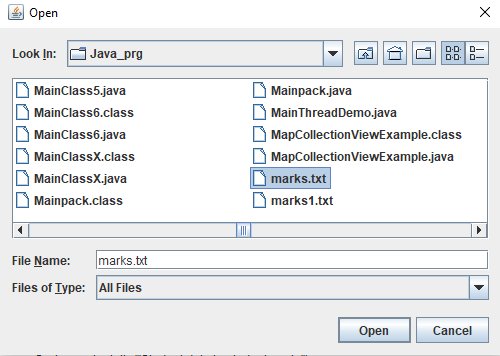 Open
Look In: Java_prg
MainClass5.java
MainClass6.class
MainClass6.java
MainClassX.class
MainClassX.java
Mainpack.class
Mainpack.java
MainThreadDemo.java
MapCollectionViewExample.class
MapCollectionViewExample.java
marks.txt
marks1.txt
File Name: marks.txt
Files of Type: All Files
Open Cancel